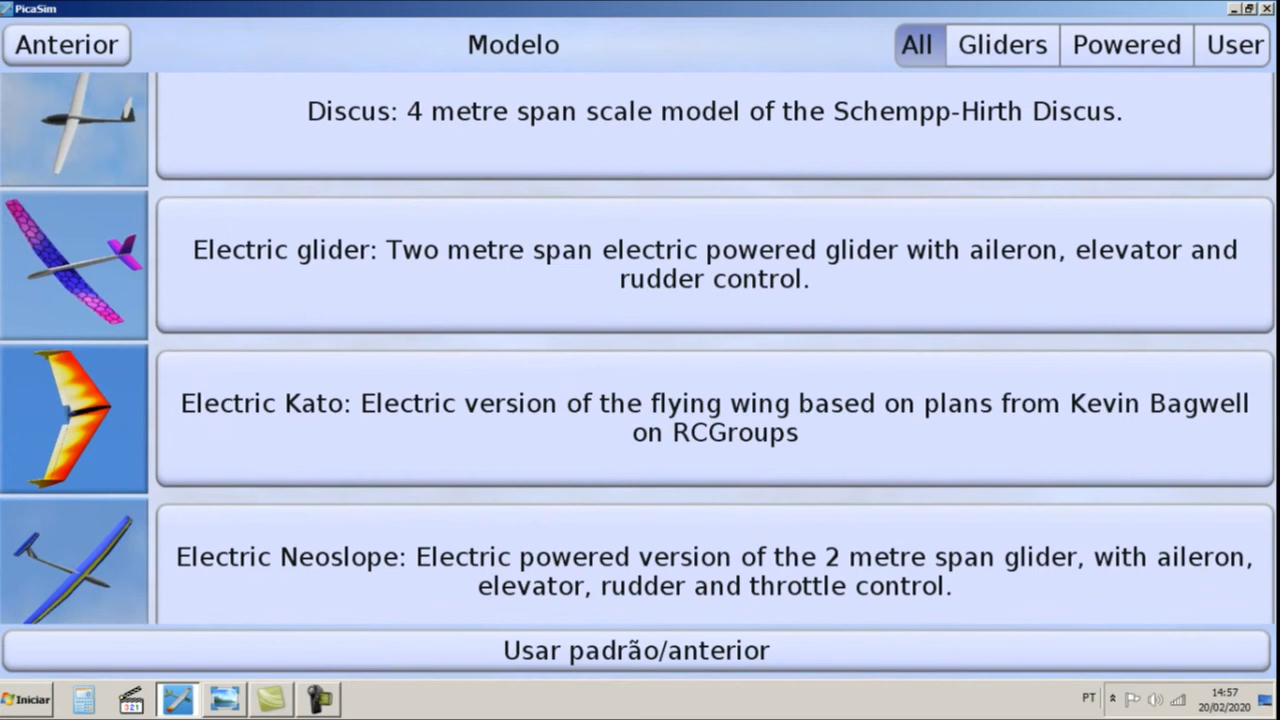 PicaSim
Anterior
Modelo
All
Gliders
Powered
User
Discus: 4 metre span scale model of the Schempp-Hirth Discus.
Electric glider: Two metre span electric powered glider with aileron, elevator and
rudder control.
Electric Kato: Electric version of the flying wing based on plans from Kevin Bagwell
on RCGroups
Electric Neoslope: Electric powered version of the 2 metre span glider, with aileron,
elevator, rudder and throttle control.
Usar padrão/anterior
Iniciar
321
PT
14:57
20/02/2020